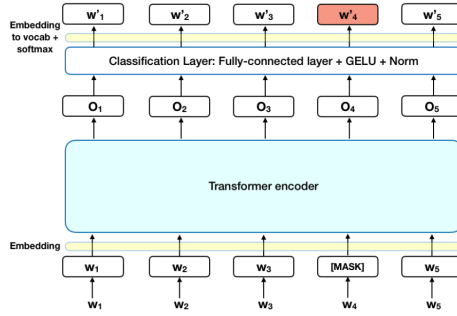 Embedding
to vocab +
softmax
w'₁ w'₂ w'₃ w'₄ w'₅
Classification Layer: Fully-connected layer + GELU + Norm
O₁ O₂ O₃ O₄ O₅
Transformer encoder
Embedding
w₁ w₂ w₃ [MASK] w₅
w₁ w₂ w₃ w₄ w₅